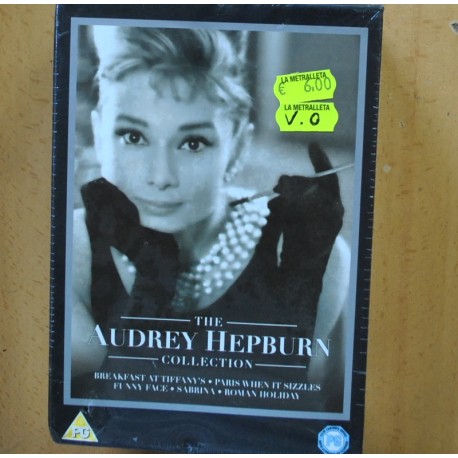 LA METRALLETA
€ 6,00
LA METRALLETA
V.O
THE
AUDREY HEPBURN
COLLECTION
BREAKFAST AT TIFFANY'S • PARIS WHEN IT SIZZLES
FUNNY FACE • SABRINA • ROMAN HOLIDAY
PG
PG